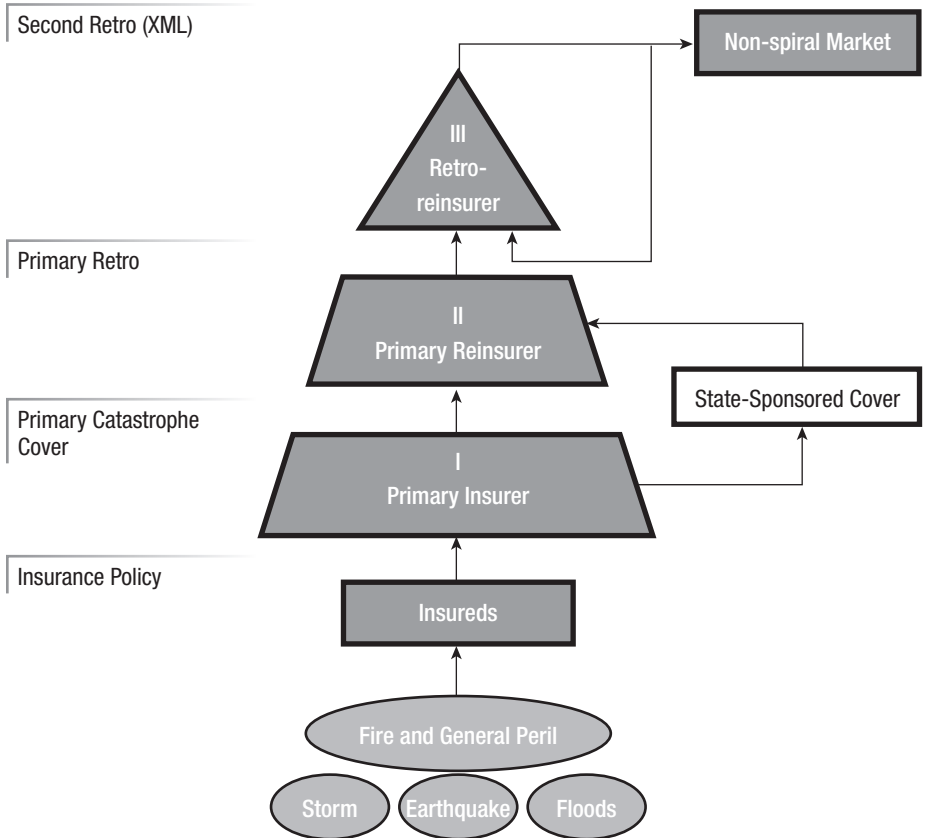 Second Retro (XML)
Non-spiral Market
III
Retro-
reinsurer
Primary Retro
II
Primary Reinsurer
State-Sponsored Cover
Primary Catastrophe
Cover
I
Primary Insurer
Insurance Policy
Insureds
Fire and General Peril
Storm
Earthquake
Floods